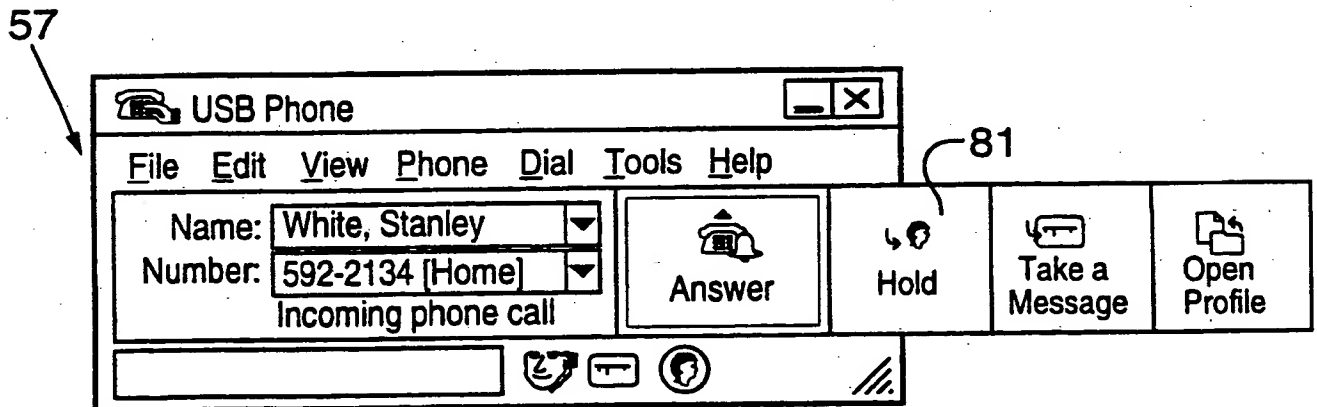 57
USB Phone
File Edit View Phone Dial Tools Help
81
Name: White, Stanley
Number: 592-2134 [Home]
Incoming phone call
Answer
Hold
Take a
Message
Open
Profile